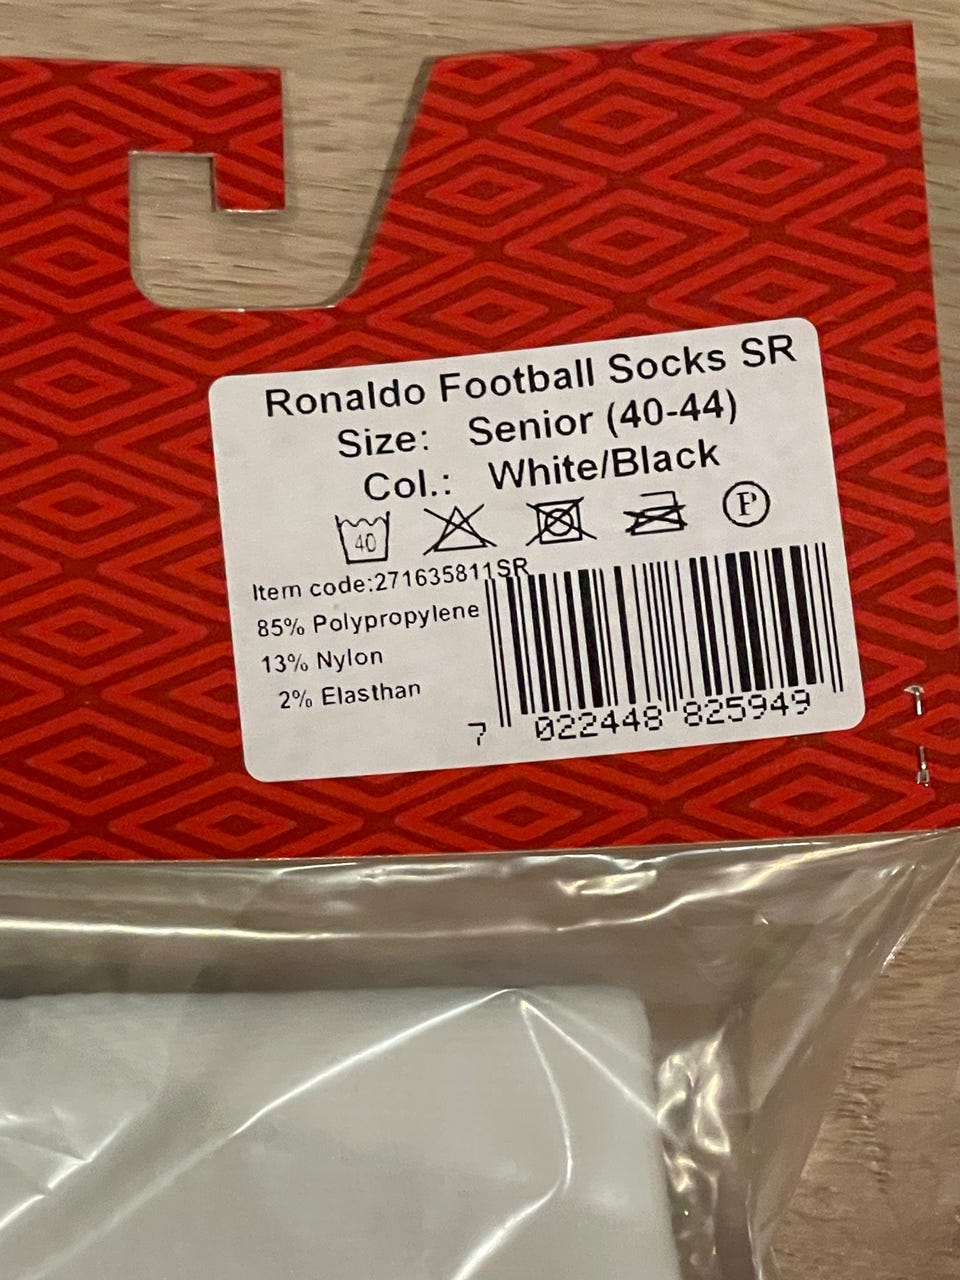 Ronaldo Football Socks SR
Size: Senior (40-44)
Col.: White/Black
40
P
Item code:271635811SR
85% Polypropylene
13% Nylon
2% Elasthan
7 022448 825949